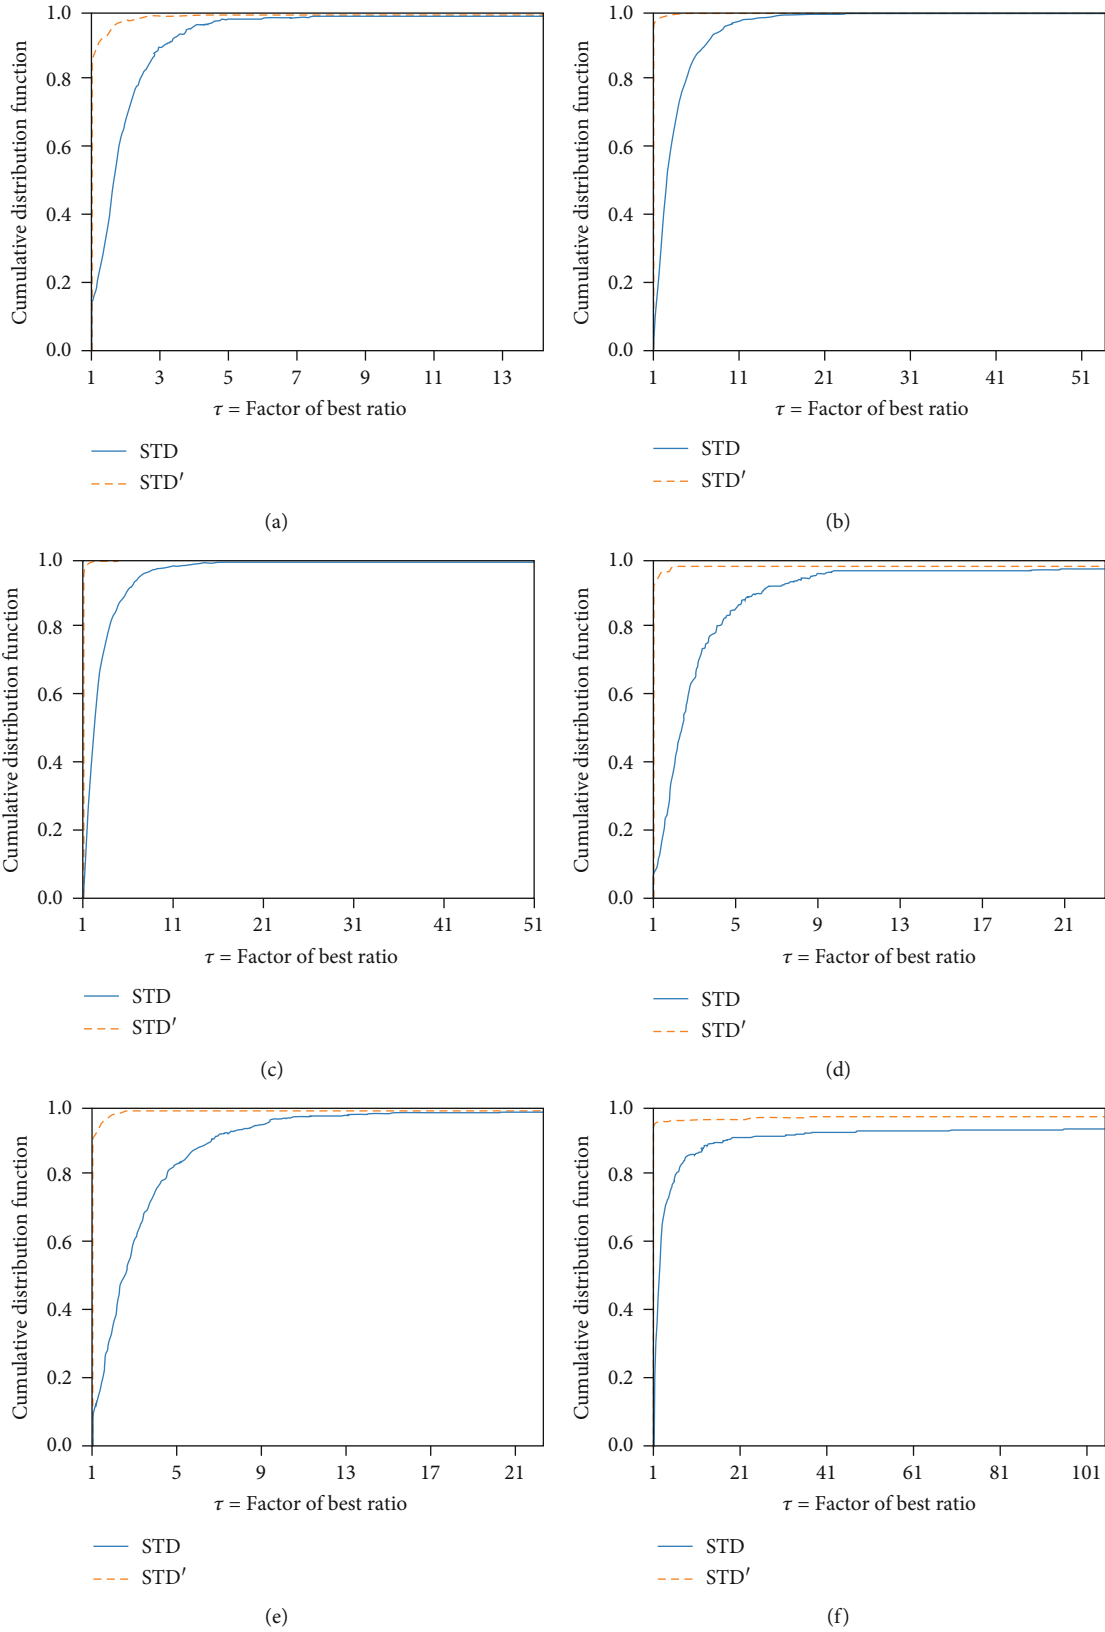 Cumulative distribution function
1.0
0.8
0.6
0.4
0.2
0.0
1 3 5 7 9 11 13
τ = Factor of best ratio
STD
STD′
(a)
Cumulative distribution function
1.0
0.8
0.6
0.4
0.2
0.0
1 11 21 31 41 51
τ = Factor of best ratio
STD
STD′
(b)
Cumulative distribution function
1.0
0.8
0.6
0.4
0.2
0.0
1 11 21 31 41 51
τ = Factor of best ratio
STD
STD′
(c)
Cumulative distribution function
1.0
0.8
0.6
0.4
0.2
0.0
1 5 9 13 17 21
τ = Factor of best ratio
STD
STD′
(d)
Cumulative distribution function
1.0
0.8
0.6
0.4
0.2
0.0
1 5 9 13 17 21
τ = Factor of best ratio
STD
STD′
(e)
Cumulative distribution function
1.0
0.8
0.6
0.4
0.2
0.0
1 21 41 61 81 101
τ = Factor of best ratio
STD
STD′
(f)